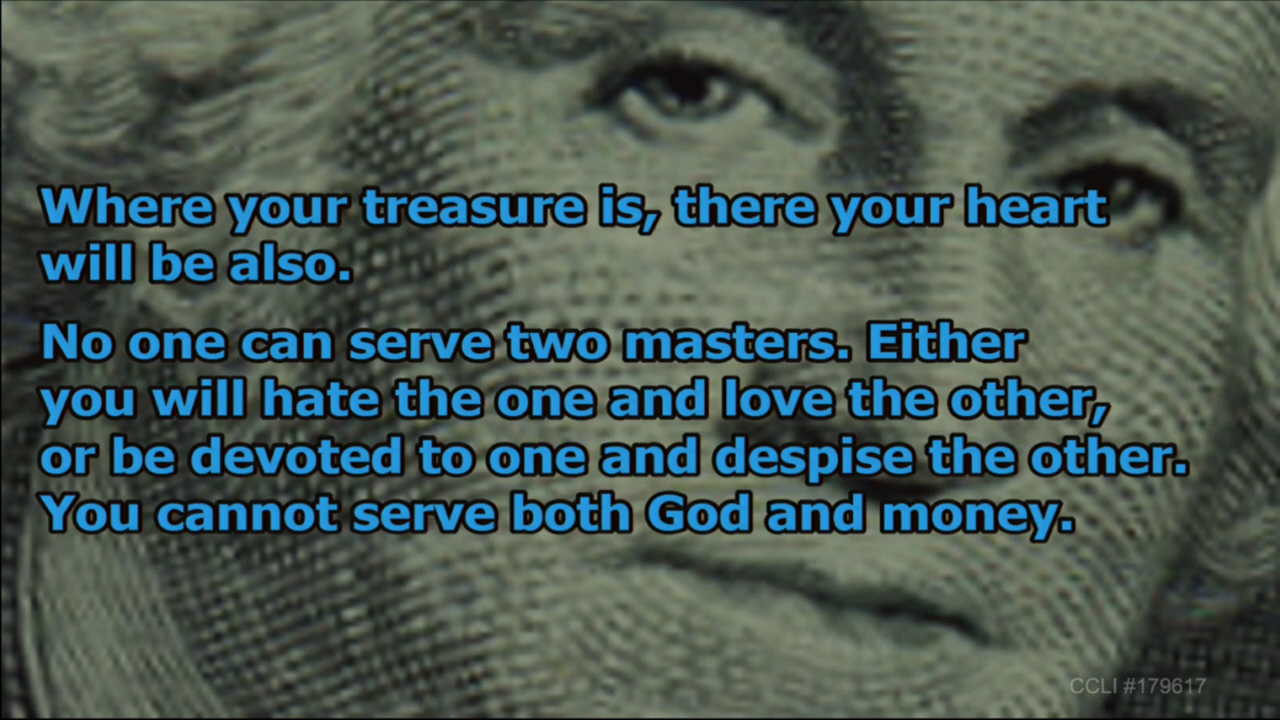 Where your treasure is, there your heart
will be also.
No one can serve two masters. Either
you will hate the one and love the other,
or be devoted to one and despise the other.
You cannot serve both God and money.
CCLI #179617